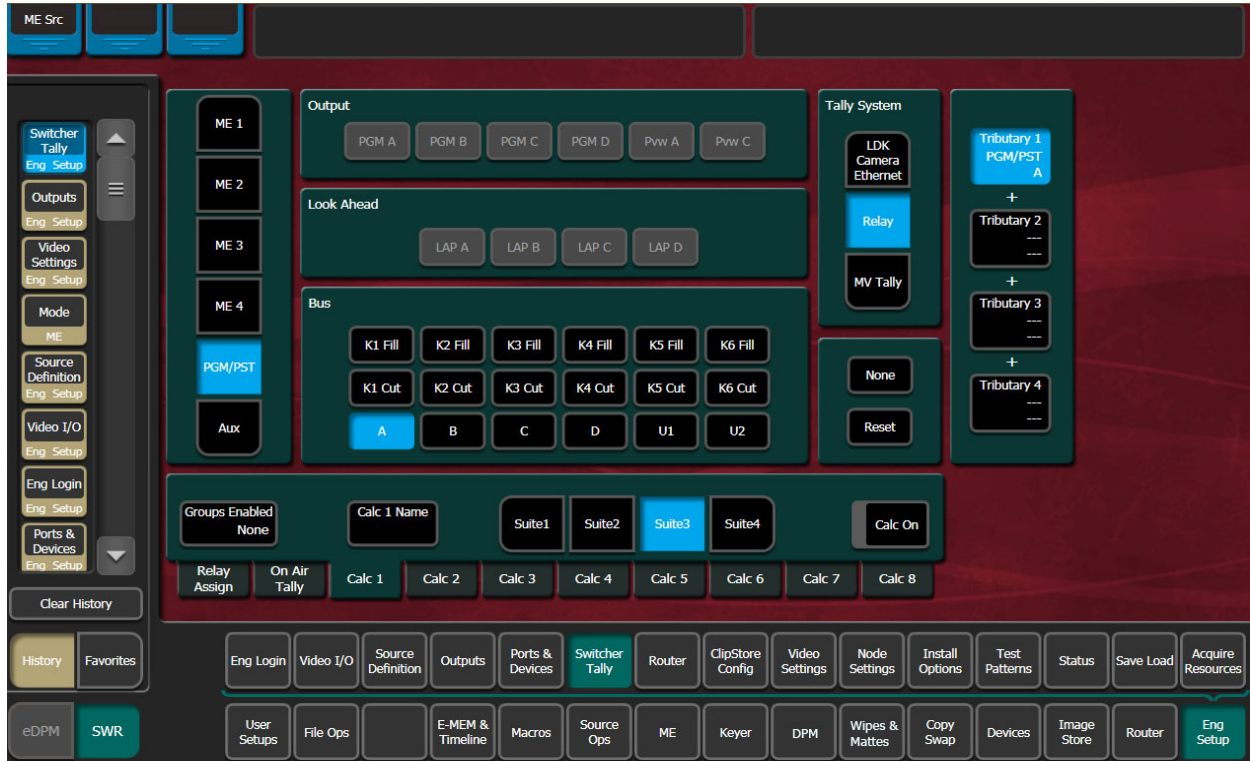 ME Src
Switcher
Tally
Eng Setup
Outputs
Eng Setup
Video
Settings
Eng Setup
Mode
ME
Source
Definition
Eng Setup
Video I/O
Eng Setup
Eng Login
Eng Setup
Ports &
Devices
Eng Setup
Clear History
History Favorites
eDPM SWR
ME 1
ME 2
ME 3
ME 4
PGM/PST
Aux
Output
PGM A PGM B PGM C PGM D Pvw A Pvw C
Look Ahead
LAP A LAP B LAP C LAP D
Bus
K1 Fill K2 Fill K3 Fill K4 Fill K5 Fill K6 Fill
K1 Cut K2 Cut K3 Cut K4 Cut K5 Cut K6 Cut
A B C D U1 U2
Tally System
LDK
Camera
Ethernet
Relay
MV Tally
None
Reset
Tributary 1
PGM/PST
A
+
Tributary 2
---
---
+
Tributary 3
---
---
+
Tributary 4
---
---
Groups Enabled
None
Calc 1 Name
Suite1 Suite2 Suite3 Suite4
Calc On
Relay
Assign
On Air
Tally
Calc 1 Calc 2 Calc 3 Calc 4 Calc 5 Calc 6 Calc 7 Calc 8
Eng Login
Video I/O
Source
Definition
Outputs
Ports &
Devices
Switcher
Tally
Router
ClipStore
Config
Video
Settings
Node
Settings
Install
Options
Test
Patterns
Status
Save Load
Acquire
Resources
User
Setups
File Ops
E-MEM &
Timeline
Macros
Source
Ops
ME
Keyer
DPM
Wipes &
Mattes
Copy
Swap
Devices
Image
Store
Router
Eng
Setup